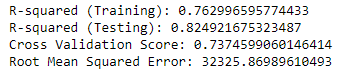 R-squared (Training): 0.762996595774433
R-squared (Testing): 0.824921675323487
Cross Validation Score: 0.7374599060146414
Root Mean Squared Error: 32325.86989610493